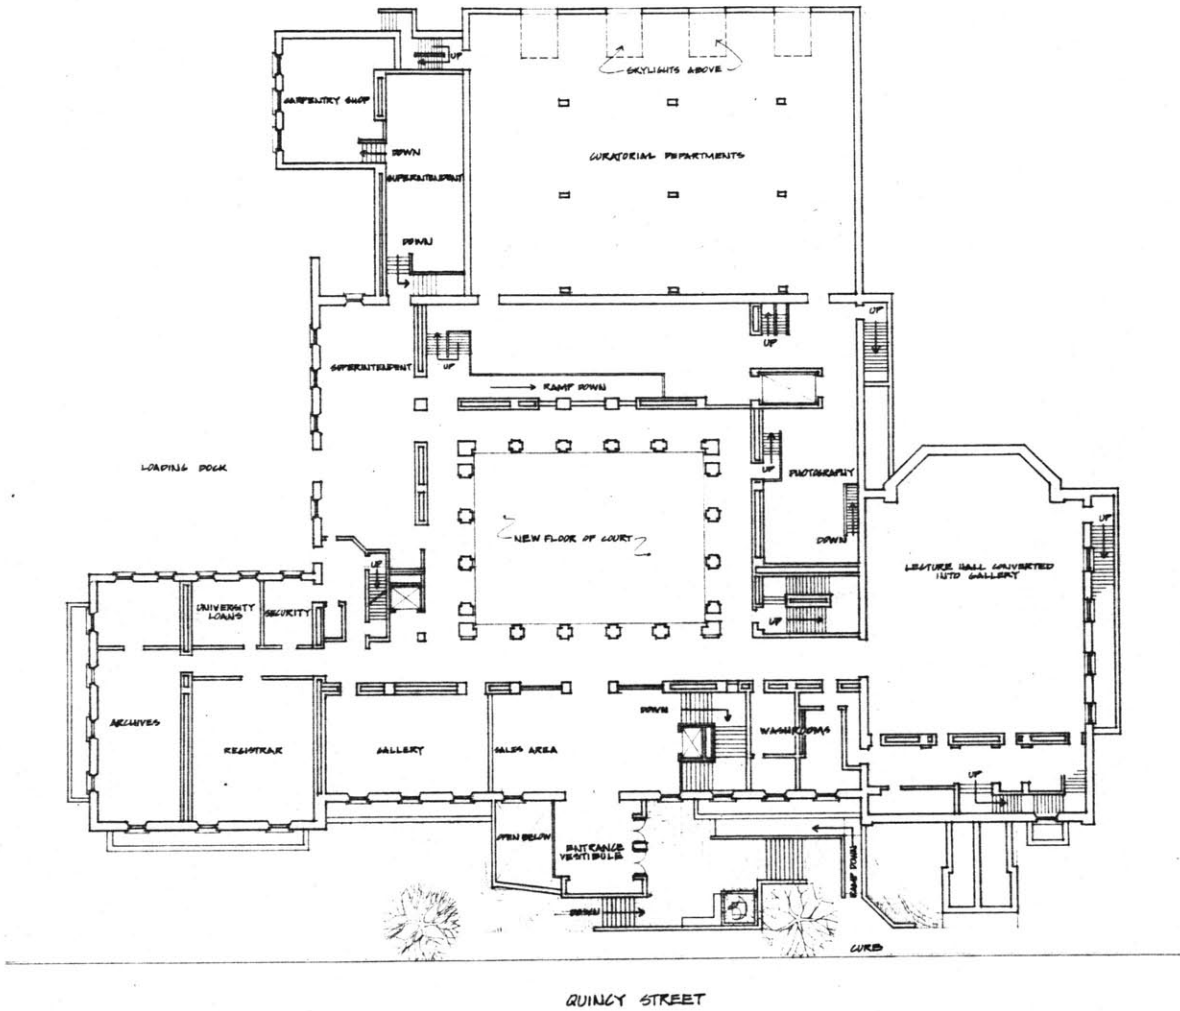 UP
SKYLIGHTS ABOVE
CARPENTRY SHOP
DOWN
CURATORIAL DEPARTMENTS
SUPERINTENDENT
DOWN
UP
UP
SUPERINTENDENT
UP
RAMP DOWN
LOADING DOCK
UP
PHOTOGRAPHY
UP
NEW FLOOR OF COURT
DOWN
UP
LECTURE HALL CONVERTED
INTO GALLERY
UNIVERSITY
LOANS
SECURITY
UP
DOWN
ARCHIVES
REGISTRAR
GALLERY
SALES AREA
WASHROOMS
UP
OPEN BELOW
ENTRANCE
VESTIBULE
RAMP DOWN
DOWN
CURB
QUINCY STREET